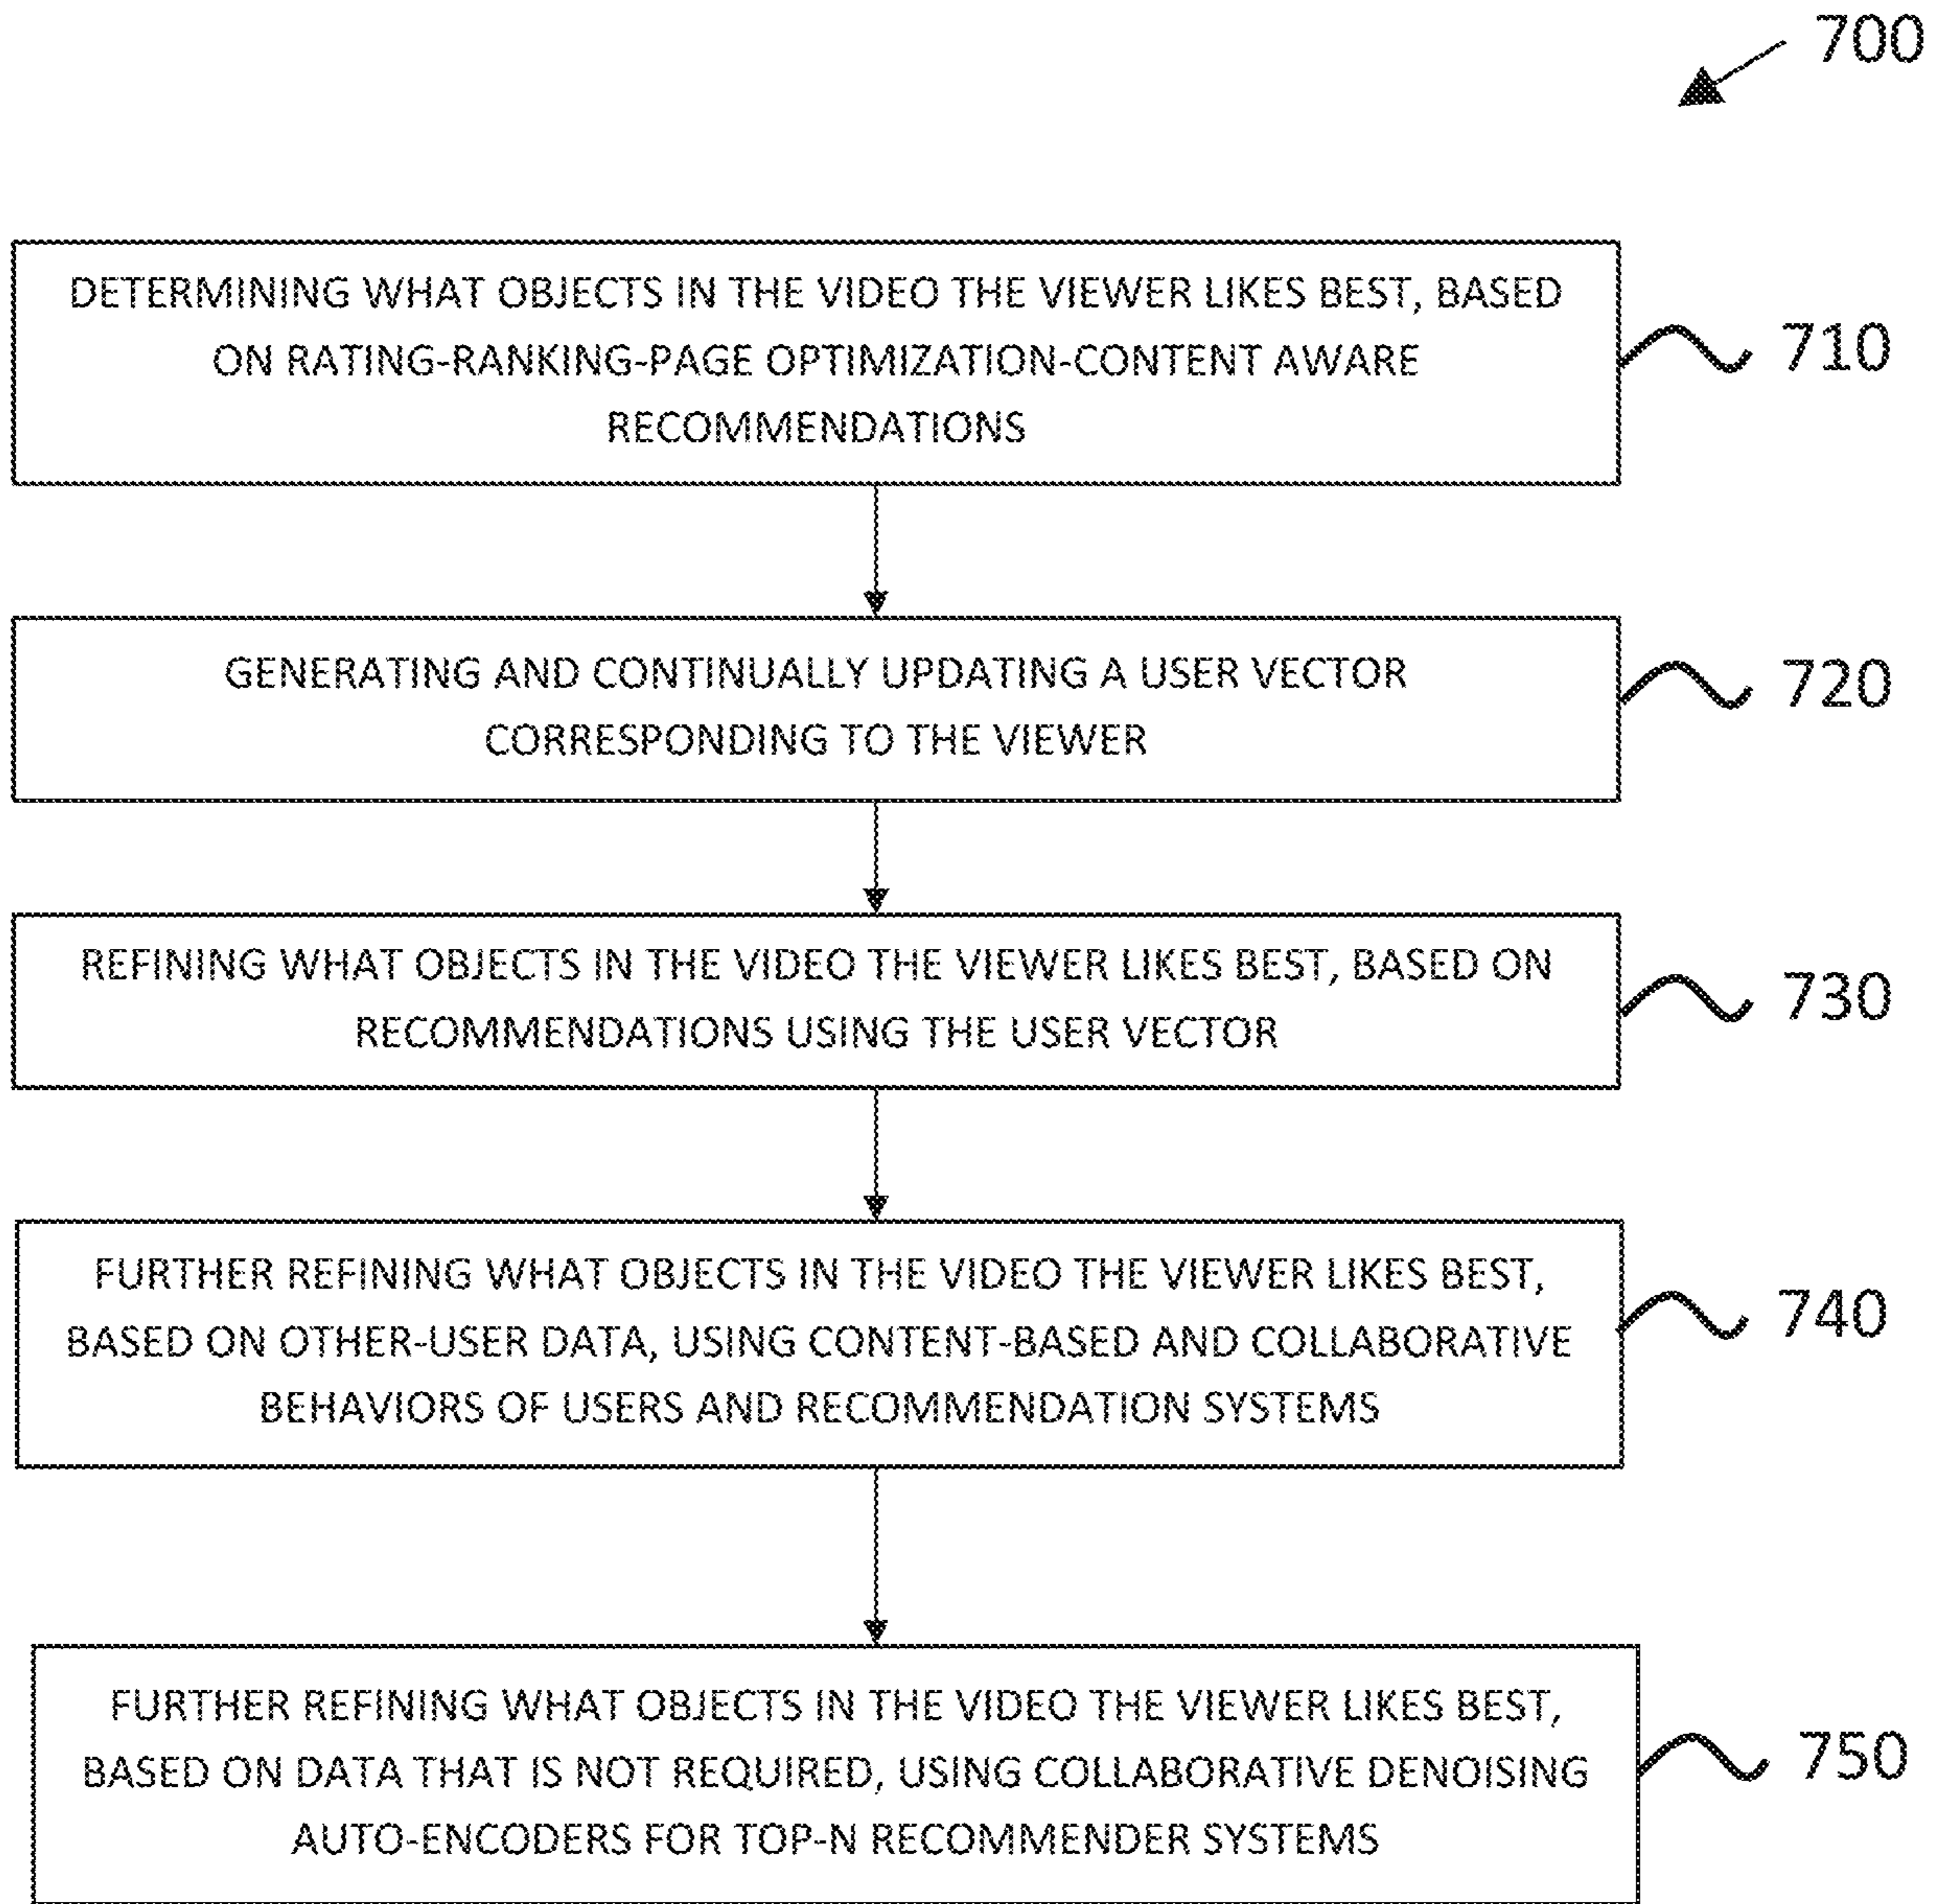 700
DETERMINING WHAT OBJECTS IN THE VIDEO THE VIEWER LIKES BEST, BASED
ON RATING-RANKING-PAGE OPTIMIZATION-CONTENT AWARE
RECOMMENDATIONS
710
GENERATING AND CONTINUALLY UPDATING A USER VECTOR
CORRESPONDING TO THE VIEWER
720
REFINING WHAT OBJECTS IN THE VIDEO THE VIEWER LIKES BEST, BASED ON
RECOMMENDATIONS USING THE USER VECTOR
730
FURTHER REFINING WHAT OBJECTS IN THE VIDEO THE VIEWER LIKES BEST,
BASED ON OTHER-USER DATA, USING CONTENT-BASED AND COLLABORATIVE
BEHAVIORS OF USERS AND RECOMMENDATION SYSTEMS
740
FURTHER REFINING WHAT OBJECTS IN THE VIDEO THE VIEWER LIKES BEST,
BASED ON DATA THAT IS NOT REQUIRED, USING COLLABORATIVE DENOISING
AUTO-ENCODERS FOR TOP-N RECOMMENDER SYSTEMS
750